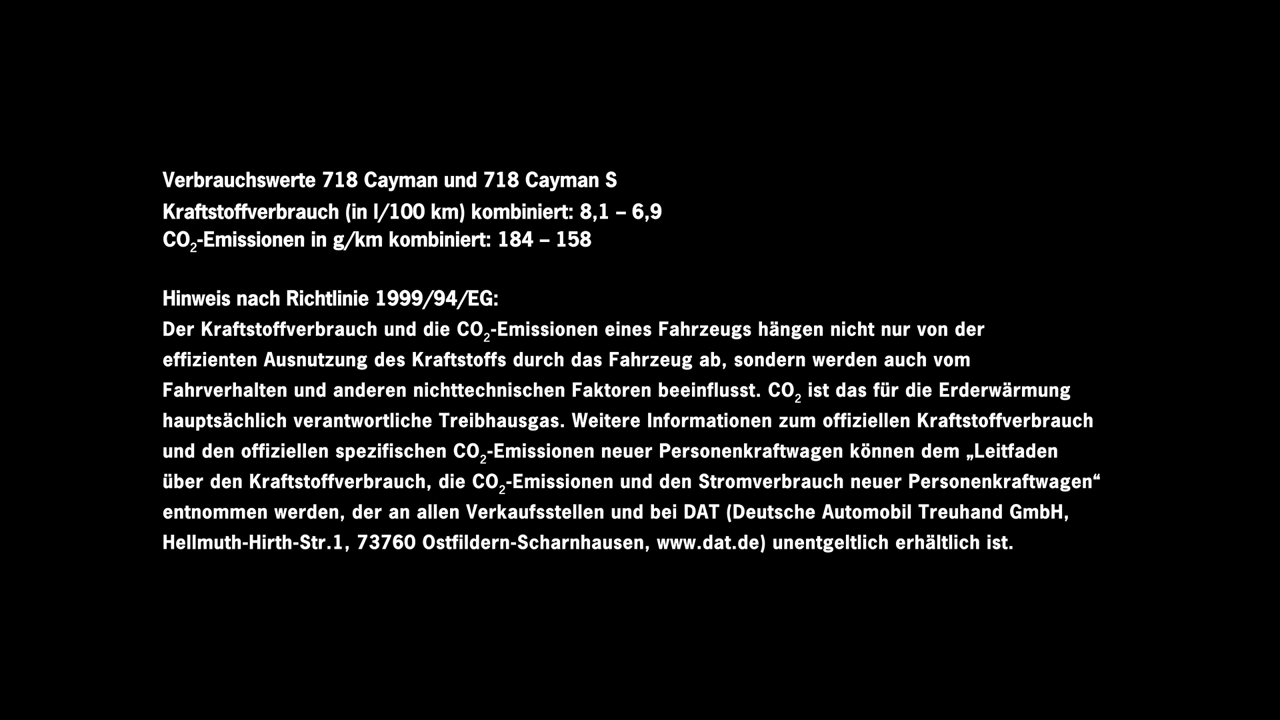 Verbrauchswerte 718 Cayman und 718 Cayman S
Kraftstoffverbrauch (in l/100 km) kombiniert: 8,1 – 6,9
CO₂-Emissionen in g/km kombiniert: 184 – 158
Hinweis nach Richtlinie 1999/94/EG:
Der Kraftstoffverbrauch und die CO₂-Emissionen eines Fahrzeugs hängen nicht nur von der
effizienten Ausnutzung des Kraftstoffs durch das Fahrzeug ab, sondern werden auch vom
Fahrverhalten und anderen nichttechnischen Faktoren beeinflusst. CO₂ ist das für die Erderwärmung
hauptsächlich verantwortliche Treibhausgas. Weitere Informationen zum offiziellen Kraftstoffverbrauch
und den offiziellen spezifischen CO₂-Emissionen neuer Personenkraftwagen können dem „Leitfaden
über den Kraftstoffverbrauch, die CO₂-Emissionen und den Stromverbrauch neuer Personenkraftwagen“
entnommen werden, der an allen Verkaufsstellen und bei DAT (Deutsche Automobil Treuhand GmbH,
Hellmuth-Hirth-Str.1, 73760 Ostfildern-Scharnhausen, www.dat.de) unentgeltlich erhältlich ist.